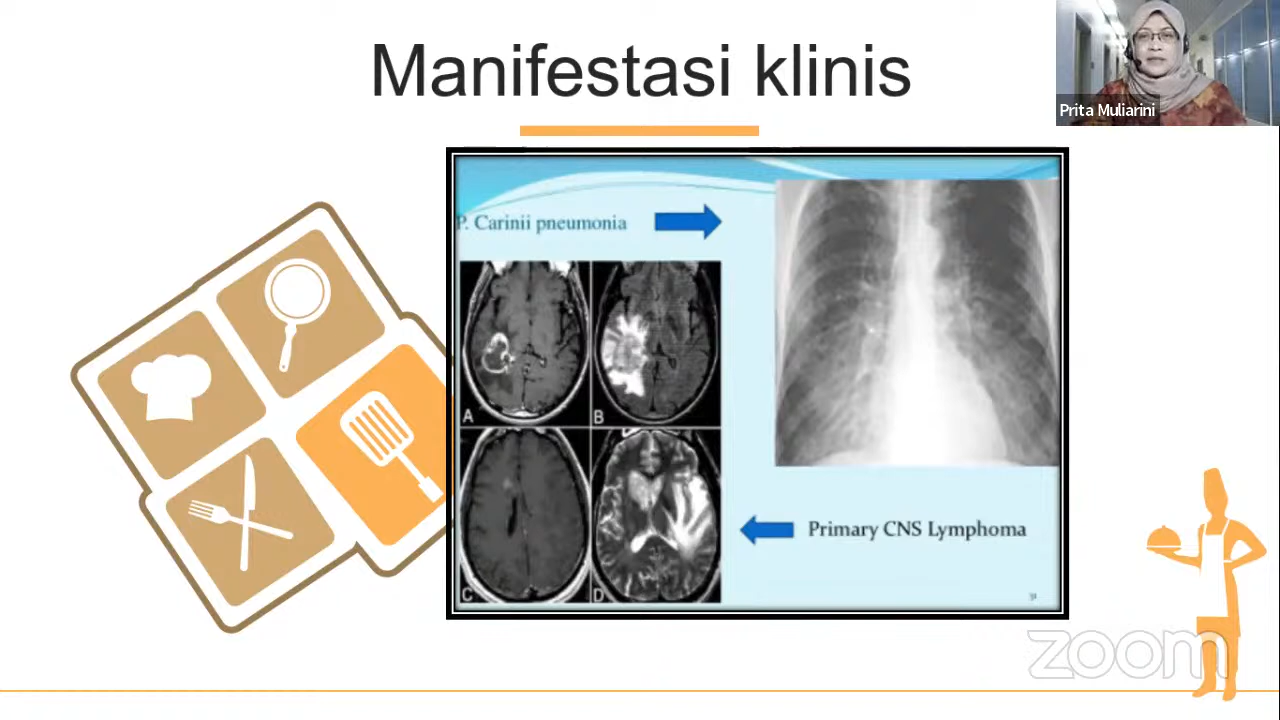 Manifestasi klinis
Prita Muliarini
P. Carinii pneumonia
A
B
C
D
Primary CNS Lymphoma
zoom